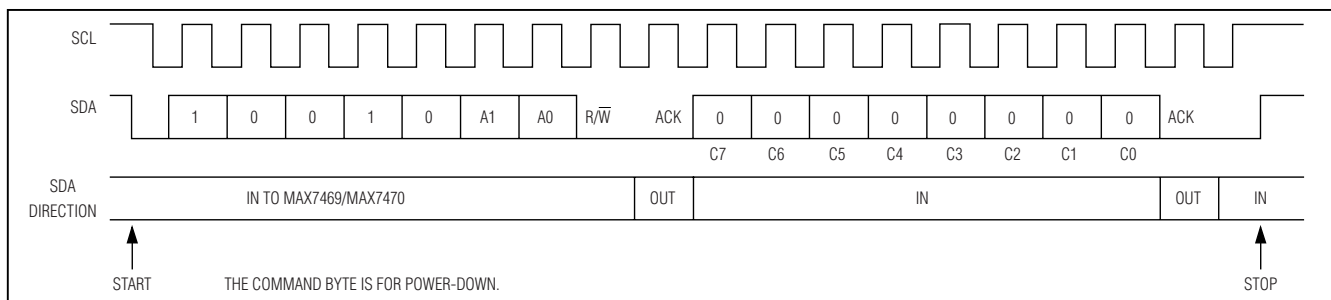 SCL
SDA 1 0 0 1 0 A1 A0 R/W̅ ACK 0 0 0 0 0 0 0 0 ACK
C7 C6 C5 C4 C3 C2 C1 C0
SDA
DIRECTION
IN TO MAX7469/MAX7470 OUT IN OUT IN
START THE COMMAND BYTE IS FOR POWER-DOWN. STOP